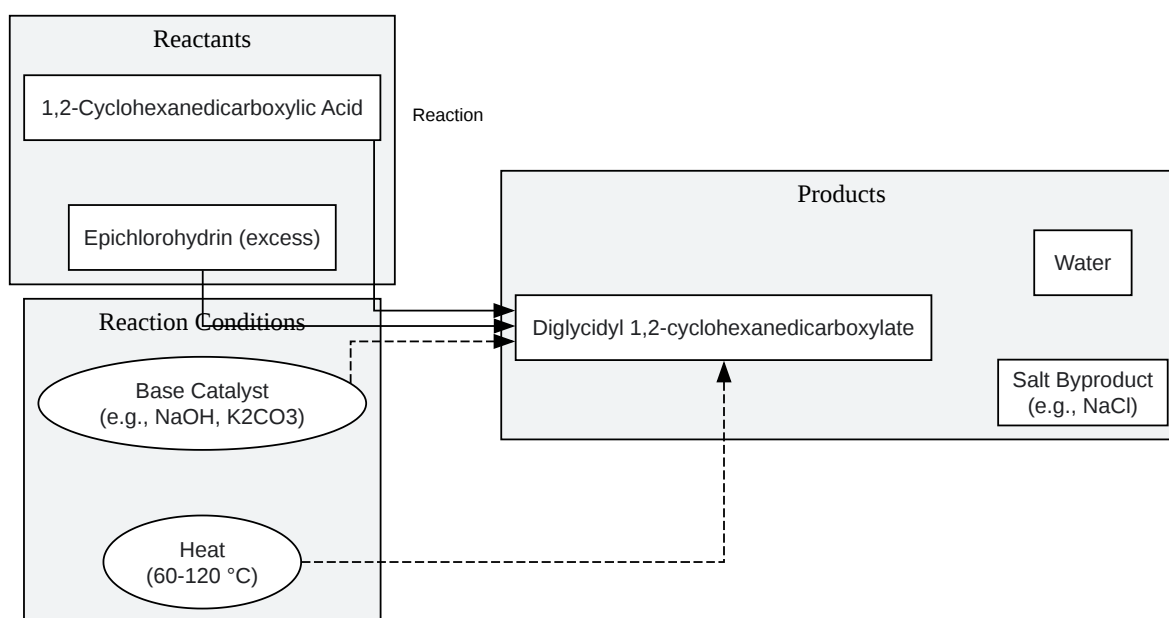 Reactants
1,2-Cyclohexanedicarboxylic Acid
Reaction
Epichlorohydrin (excess)
Products
Water
Reaction Conditions
Diglycidyl 1,2-cyclohexanedicarboxylate
Base Catalyst
(e.g., NaOH, K2CO3)
Salt Byproduct
(e.g., NaCl)
Heat
(60-120 °C)